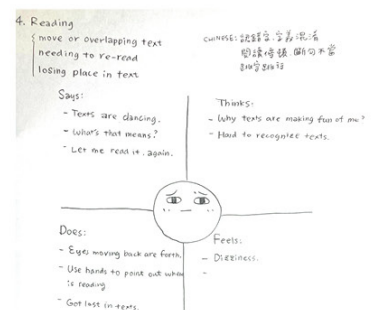 4. Reading
move or overlapping text
needing to re-read
losing place in text
CHINESE: 認錯字、字義混淆
閱讀慢、斷句不當
跳字跳行
Says:
- Texts are dancing.
- What's that means?
- Let me read it again.
Thinks:
- Why texts are making fun of me?
- Hard to recognize texts.
Does:
- Eyes moving back are forth.
- Use hands to point out when is reading
- Got lost in texts.
Feels:
- Dizziness.
-